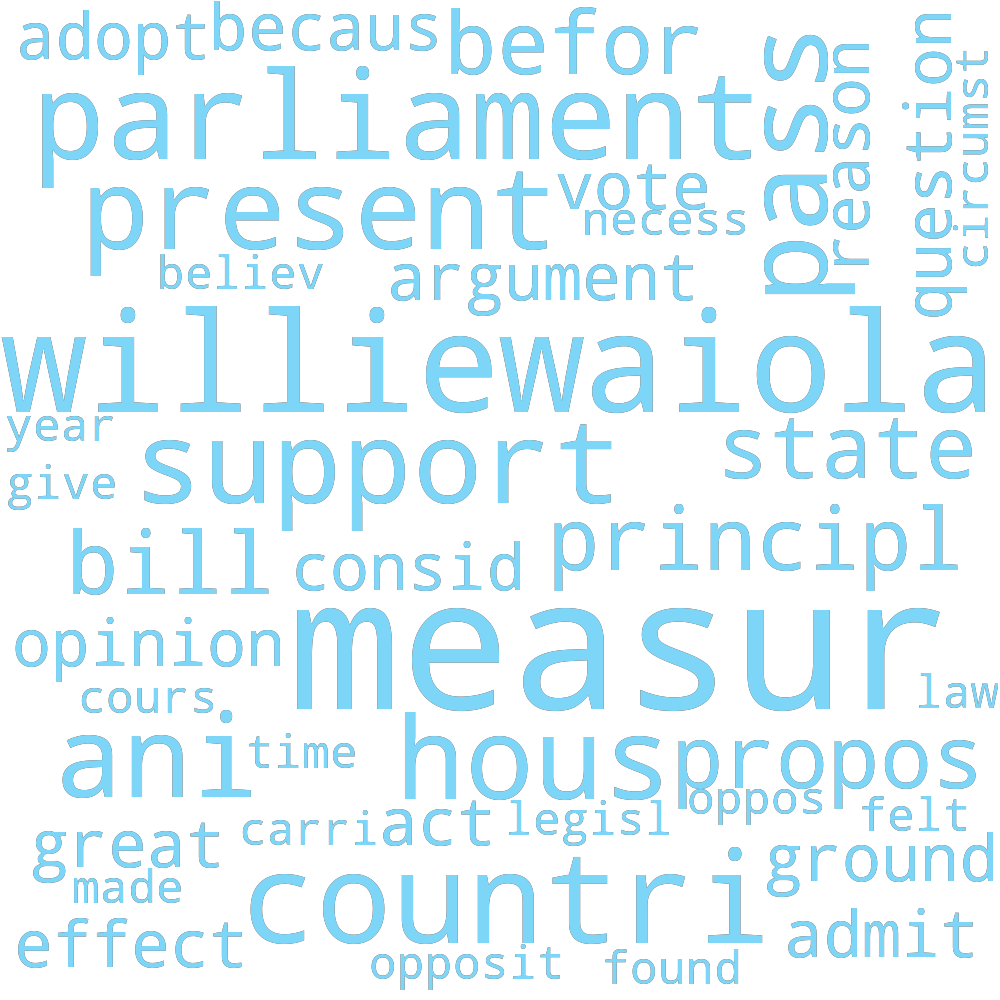 adopt becaus befor
parliament
pass
reason
question
circumst
present
vote
necess
believ
argument
williewaiola
year
support
state
give
bill
consid
principl
opinion
measur
cours
law
ani
time
hous
propos
oppos
great
carri
act
legisl
felt
made
countri
ground
effect
opposit
found
admit